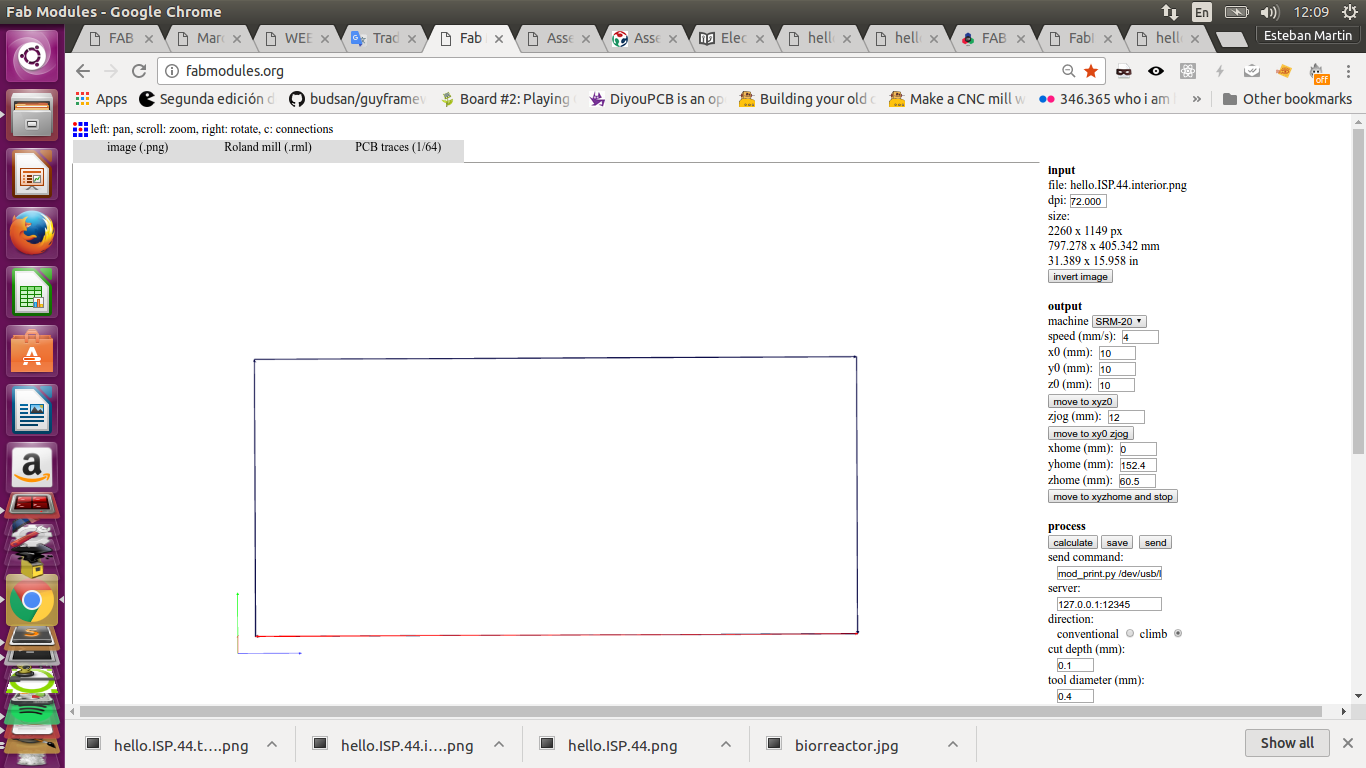 Fab Modules - Google Chrome
En
12:09
FAB
Mar
WEE
Trad
Fab
Asse
Asse
Elec
hell
hell
FAB
Fab
hell
Esteban Martin
fabmodules.org
off
Apps
Segunda edición d
budsan/guyframew
Board #2: Playing
DiyouPCB is an op
Building your old c
Make a CNC mill w
346.365 who i am
»
Other bookmarks
left: pan, scroll: zoom, right: rotate, c: connections
image (.png) Roland mill (.rml) PCB traces (1/64)
input
file: hello.ISP.44.interior.png
dpi: 72.000
size:
2260 x 1149 px
797.278 x 405.342 mm
31.389 x 15.958 in
invert image
output
machine SRM-20
speed (mm/s): 4
x0 (mm): 10
y0 (mm): 10
z0 (mm): 10
move to xyz0
zjog (mm): 12
move to xy0 zjog
xhome (mm): 0
yhome (mm): 152.4
zhome (mm): 60.5
move to xyzhome and stop
process
calculate save send
send command:
mod_print.py /dev/usb/l
server:
127.0.0.1:12345
direction:
conventional climb
cut depth (mm):
0.1
tool diameter (mm):
0.4
hello.ISP.44.t....png
hello.ISP.44.i....png
hello.ISP.44.png
biorreactor.jpg
Show all